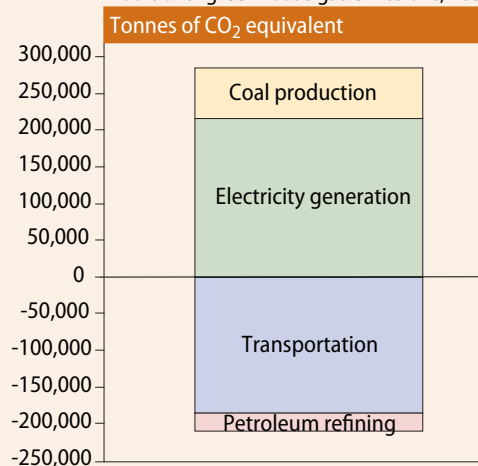 Tonnes of CO2 equivalent
300,000
250,000
Coal production
200,000
150,000
100,000
Electricity generation
50,000
0
-50,000
-100,000
Transportation
-150,000
-200,000
Petroleum refining
-250,000